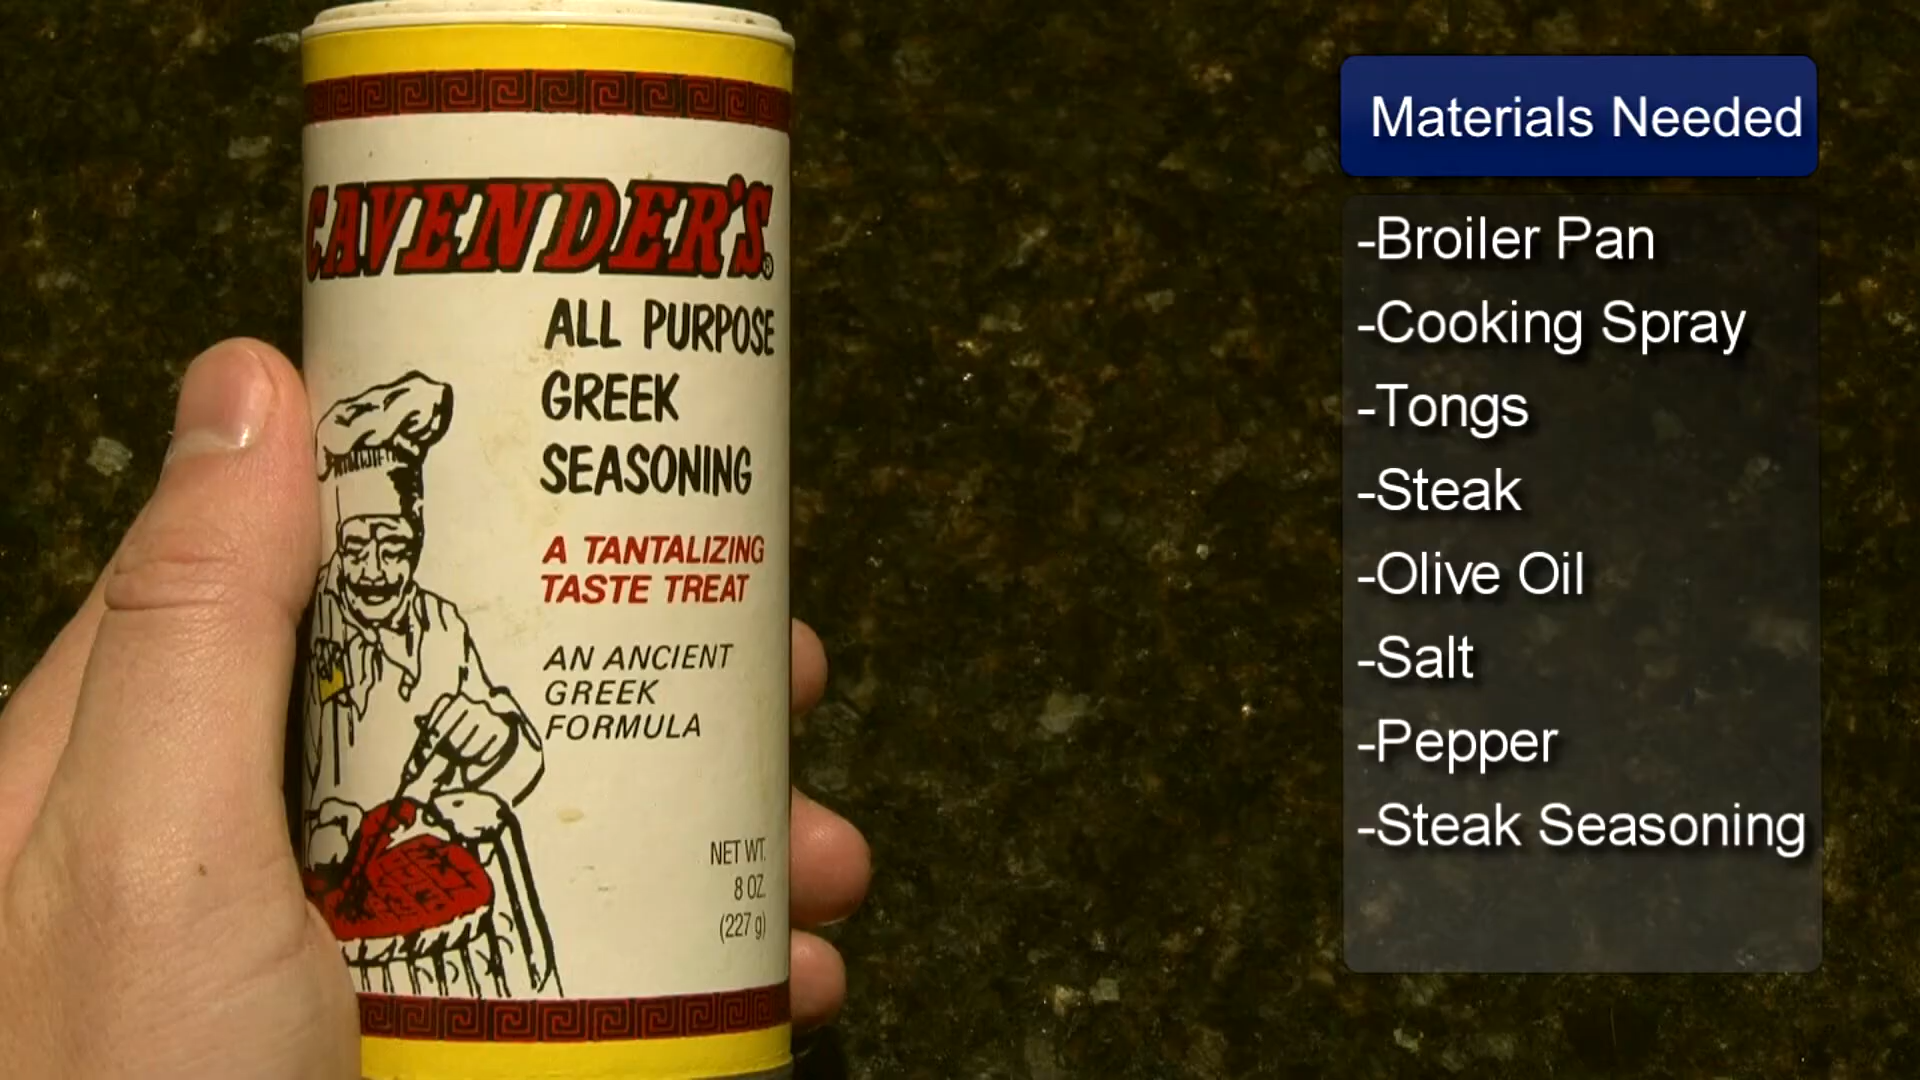 CAVENDER'S®
ALL PURPOSE
GREEK
SEASONING
A TANTALIZING
TASTE TREAT
AN ANCIENT
GREEK
FORMULA
NET WT.
8 OZ.
(227 g)
Materials Needed
-Broiler Pan
-Cooking Spray
-Tongs
-Steak
-Olive Oil
-Salt
-Pepper
-Steak Seasoning